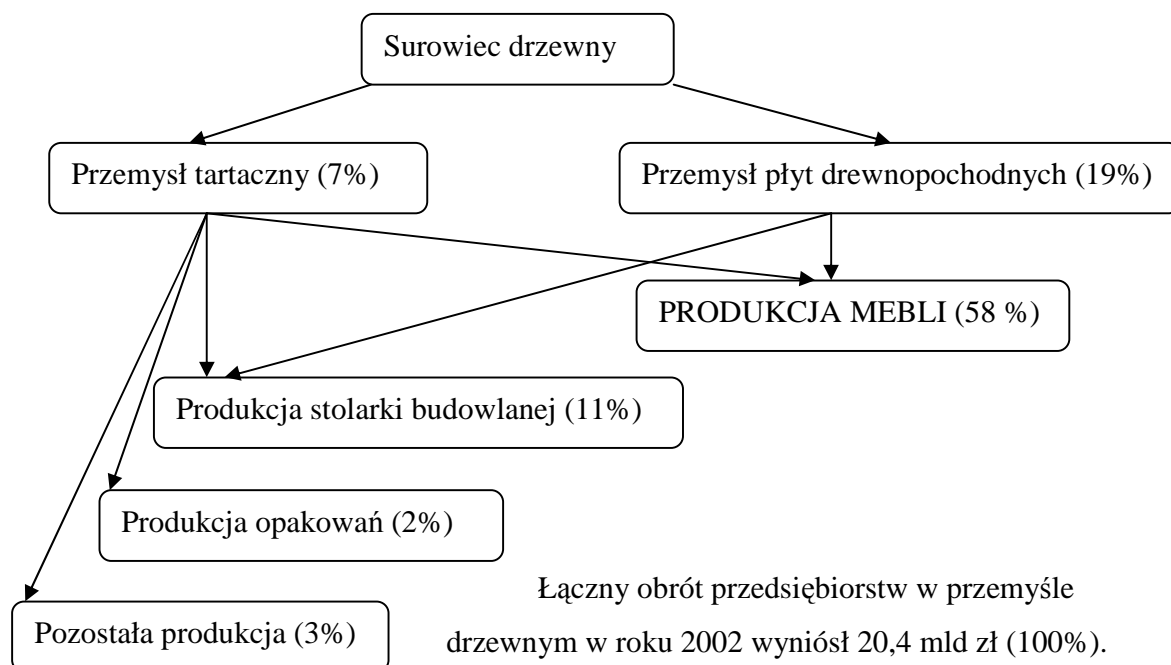 Surowiec drzewny
Przemysł tartaczny (7%)
Przemysł płyt drewnopochodnych (19%)
PRODUKCJA MEBLI (58 %)
Produkcja stolarki budowlanej (11%)
Produkcja opakowań (2%)
Pozostała produkcja (3%)
Łączny obrót przedsiębiorstw w przemyśle
drzewnym w roku 2002 wyniósł 20,4 mld zł (100%).